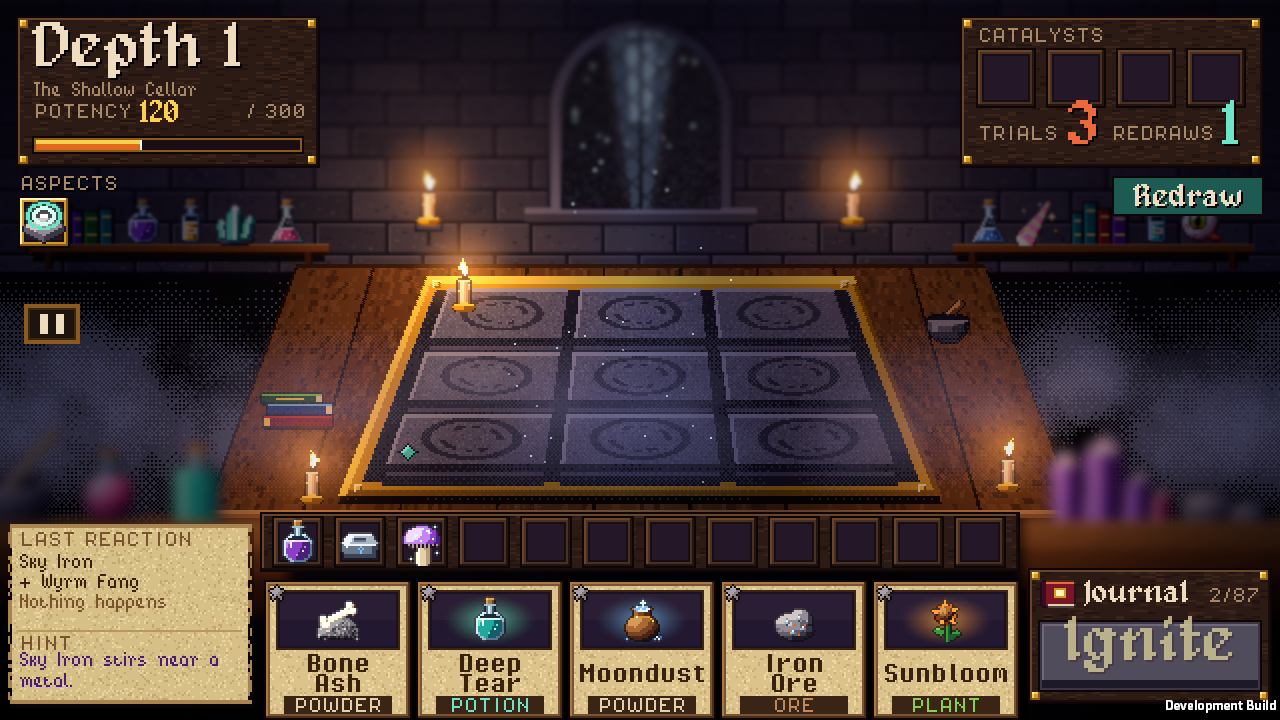 Depth 1
The Shallow Cellar
POTENCY 120 / 300
ASPECTS
CATALYSTS
TRIALS 3 REDRAWS 1
Redraw
LAST REACTION
Sky Iron
+ Wyrm Fang
Nothing happens
HINT
Sky Iron stirs near a
metal.
Bone
Ash
POWDER
Deep
Tear
POTION
Moondust
POWDER
Iron
Ore
ORE
Sunbloom
PLANT
Journal 2/87
Ignite
Development Build